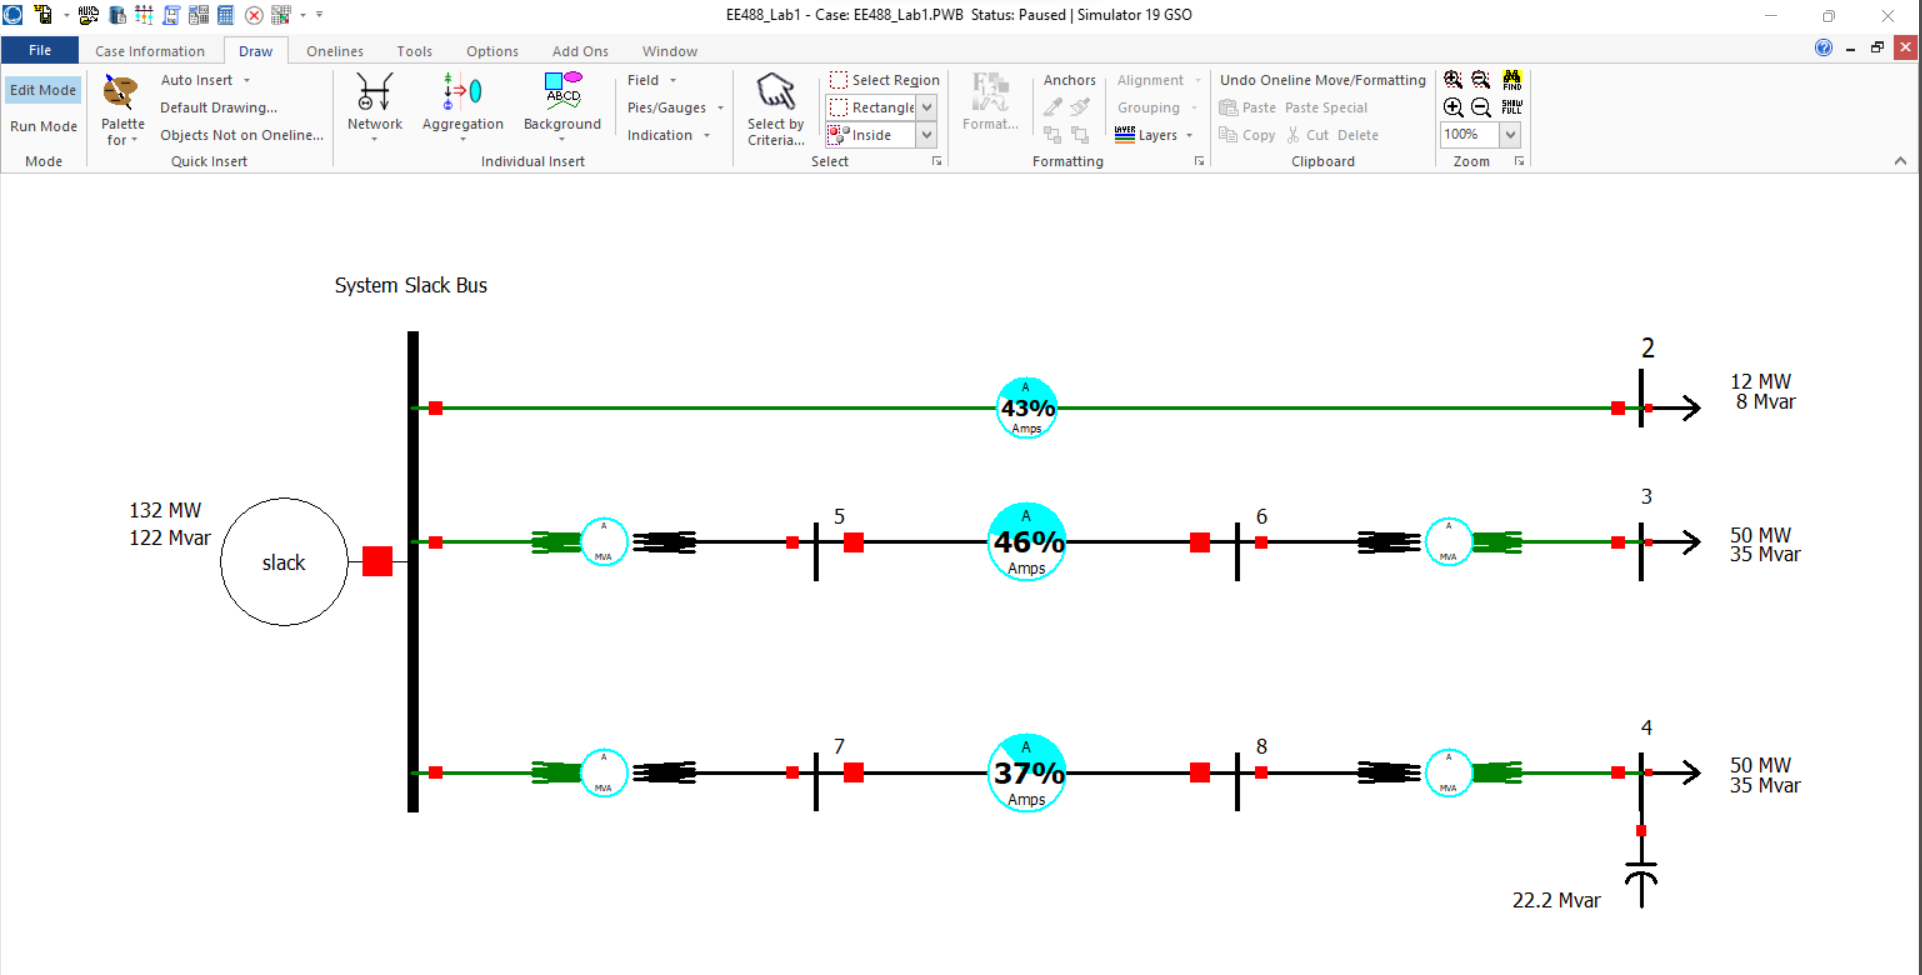 EE488_Lab1 - Case: EE488_Lab1.PWB Status: Paused | Simulator 19 GSO
File Case Information Draw Onelines Tools Options Add Ons Window
Edit Mode
Run Mode
Mode
Palette for
Auto Insert
Default Drawing...
Objects Not on Oneline...
Quick Insert
Network
Aggregation
ABCD
Background
Field
Pies/Gauges
Indication
Individual Insert
Select by Criteria...
Select Region
Rectangle
Inside
Select
Format...
Anchors
Alignment
Grouping
LAYER
Layers
Formatting
Undo Oneline Move/Formatting
Paste Paste Special
Copy Cut Delete
Clipboard
FIND
SHOW FULL
100%
Zoom
System Slack Bus
2
A
43%
Amps
12 MW
8 Mvar
132 MW
122 Mvar
slack
A
MVA
5
A
46%
Amps
6
A
MVA
3
50 MW
35 Mvar
A
MVA
7
A
37%
Amps
8
A
MVA
4
50 MW
35 Mvar
22.2 Mvar